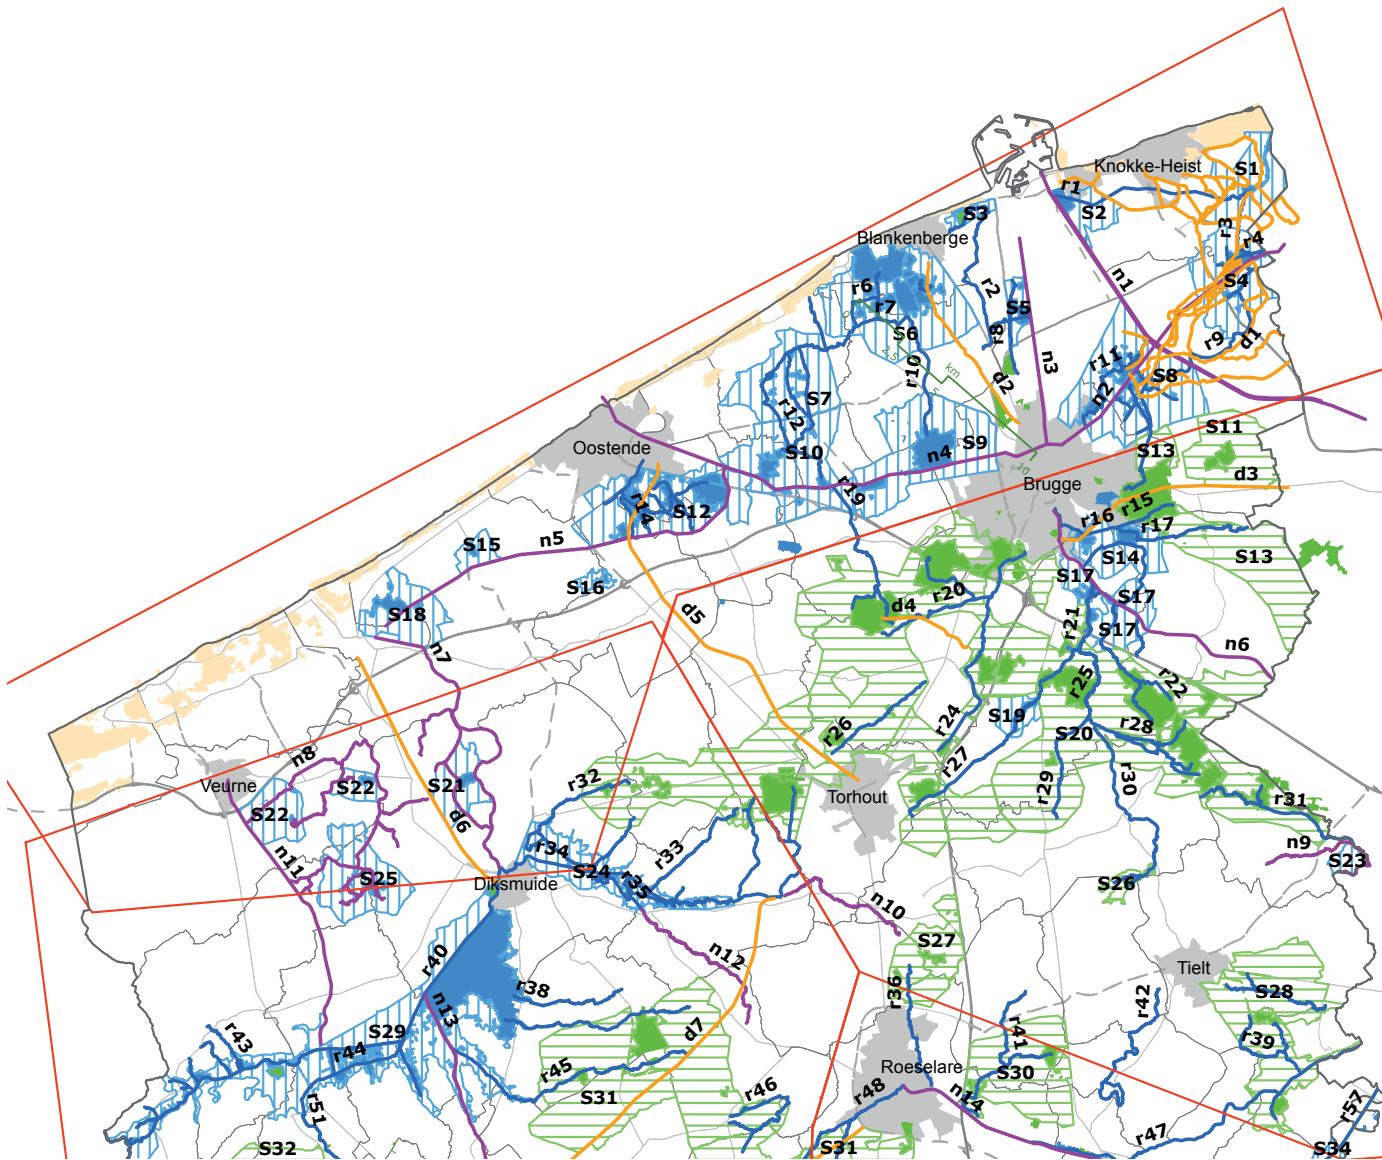 Knokke-Heist
S1
r1
S2
S3
r3
Blankenberge
r4
n1
S4
r2
r6
r7
S5
S6
r8
0
2,5
km
5
10
r9
d1
n3
r10
d2
r11
S8
n2
S7
r12
S11
Oostende
S9
n4
S10
S13
d3
Brugge
r19
r14
S12
r15
r16
r17
S15
n5
S14
S13
S16
S17
S17
r20
d4
S18
d5
r21
S17
n6
n7
r25
r22
r24
S19
r26
r28
S20
n8
r27
Veurne
r32
S21
S22
r30
r29
Torhout
r31
S22
d6
n9
r34
r33
S23
n11
S24
S25
Diksmuide
r35
S26
n10
S27
n12
r40
Tielt
r38
r36
r42
S28
n13
S29
d7
r43
r41
r39
r44
r45
Roeselare
S30
S31
r46
r48
n14
r51
r57
r47
S32
S31
S34